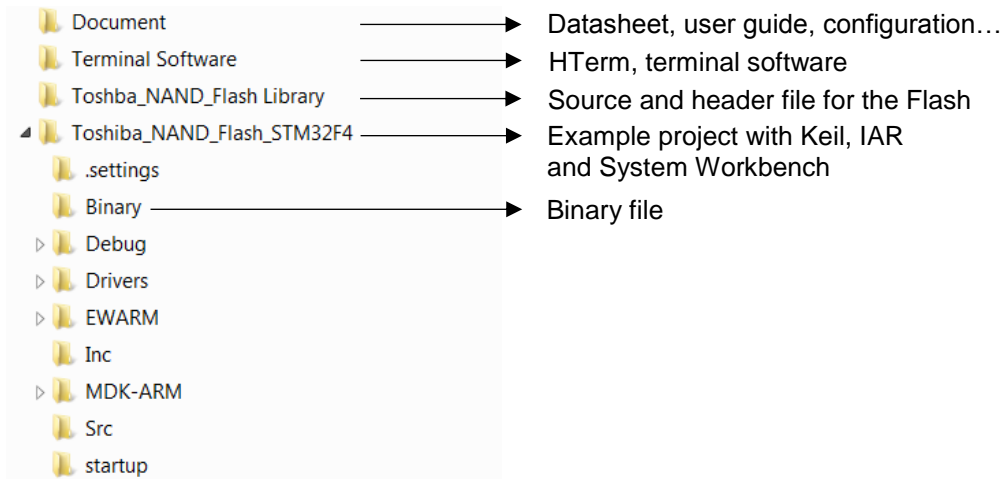 Document Datasheet, user guide, configuration…
Terminal Software HTerm, terminal software
Toshba_NAND_Flash Library Source and header file for the Flash
Toshiba_NAND_Flash_STM32F4 Example project with Keil, IAR
and System Workbench
.settings
Binary Binary file
Debug
Drivers
EWARM
Inc
MDK-ARM
Src
startup